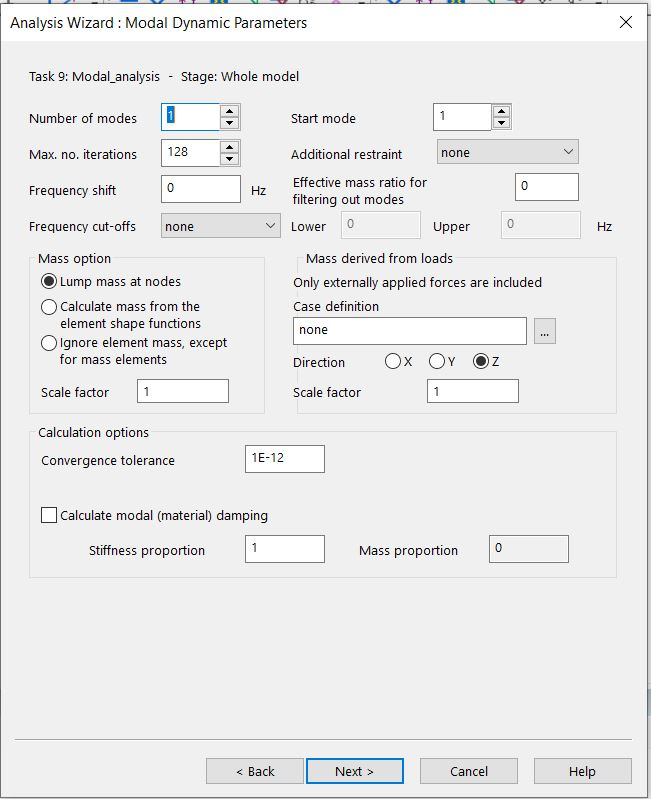 Analysis Wizard : Modal Dynamic Parameters
Task 9: Modal_analysis - Stage: Whole model
Number of modes 1 Start mode 1
Max. no. iterations 128 Additional restraint none
Frequency shift 0 Hz Effective mass ratio for
filtering out modes 0
Frequency cut-offs none Lower 0 Upper 0 Hz
Mass option
Lump mass at nodes
Calculate mass from the
element shape functions
Ignore element mass, except
for mass elements
Scale factor 1
Mass derived from loads
Only externally applied forces are included
Case definition
none ...
Direction X Y Z
Scale factor 1
Calculation options
Convergence tolerance 1E-12
Calculate modal (material) damping
Stiffness proportion 1 Mass proportion 0
< Back Next > Cancel Help